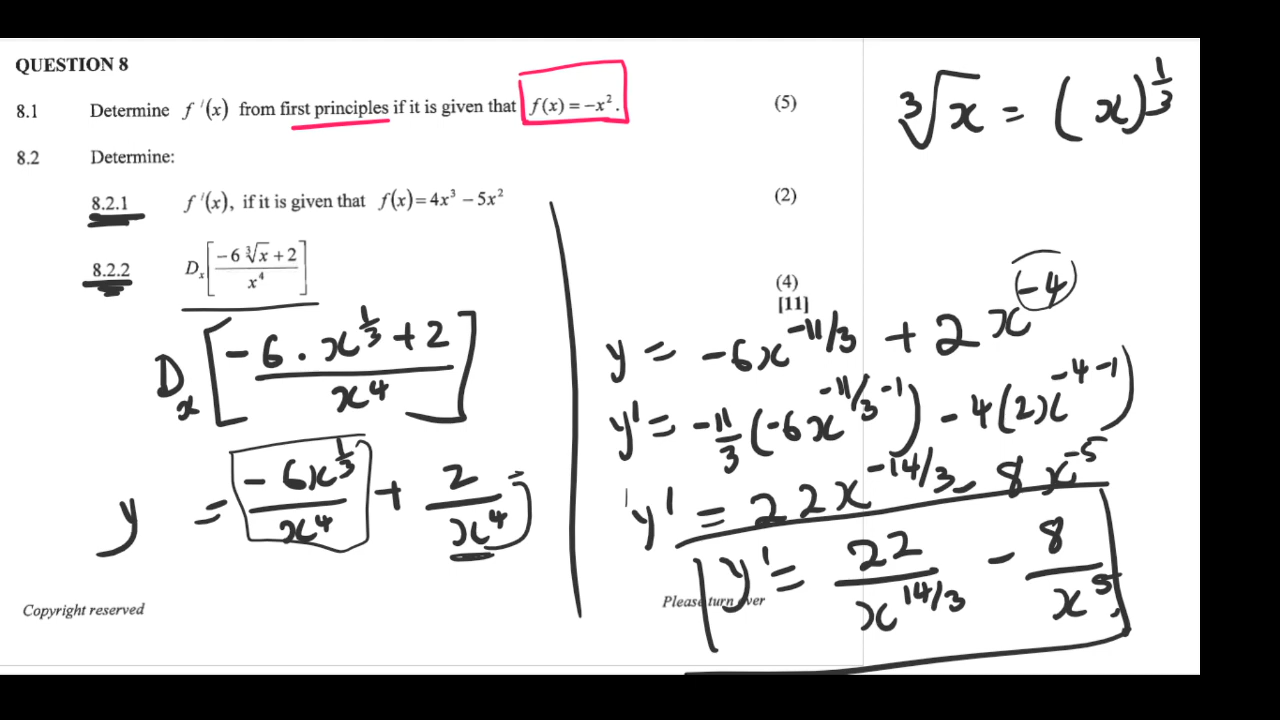 QUESTION 8
8.1 Determine f '(x) from first principles if it is given that f(x) = −x². (5)
8.2 Determine:
8.2.1 f '(x), if it is given that f(x) = 4x³ − 5x² (2)
8.2.2 Dₓ[(−6∛x + 2)/x⁴] (4)
[11]
Dₓ[(−6 · x^(1/3) + 2)/x⁴]
y = −6x^(1/3)/x⁴ + 2/x⁴
∛x = (x)^(1/3)
y = −6x^(−11/3) + 2x^(−4)
y' = −11/3(−6x^(−11/3 −1)) − 4(2x^(−4−1))
y' = 22x^(−14/3) − 8x^(−5)
y' = 22/x^(14/3) − 8/x⁵
Copyright reserved
Please turn over